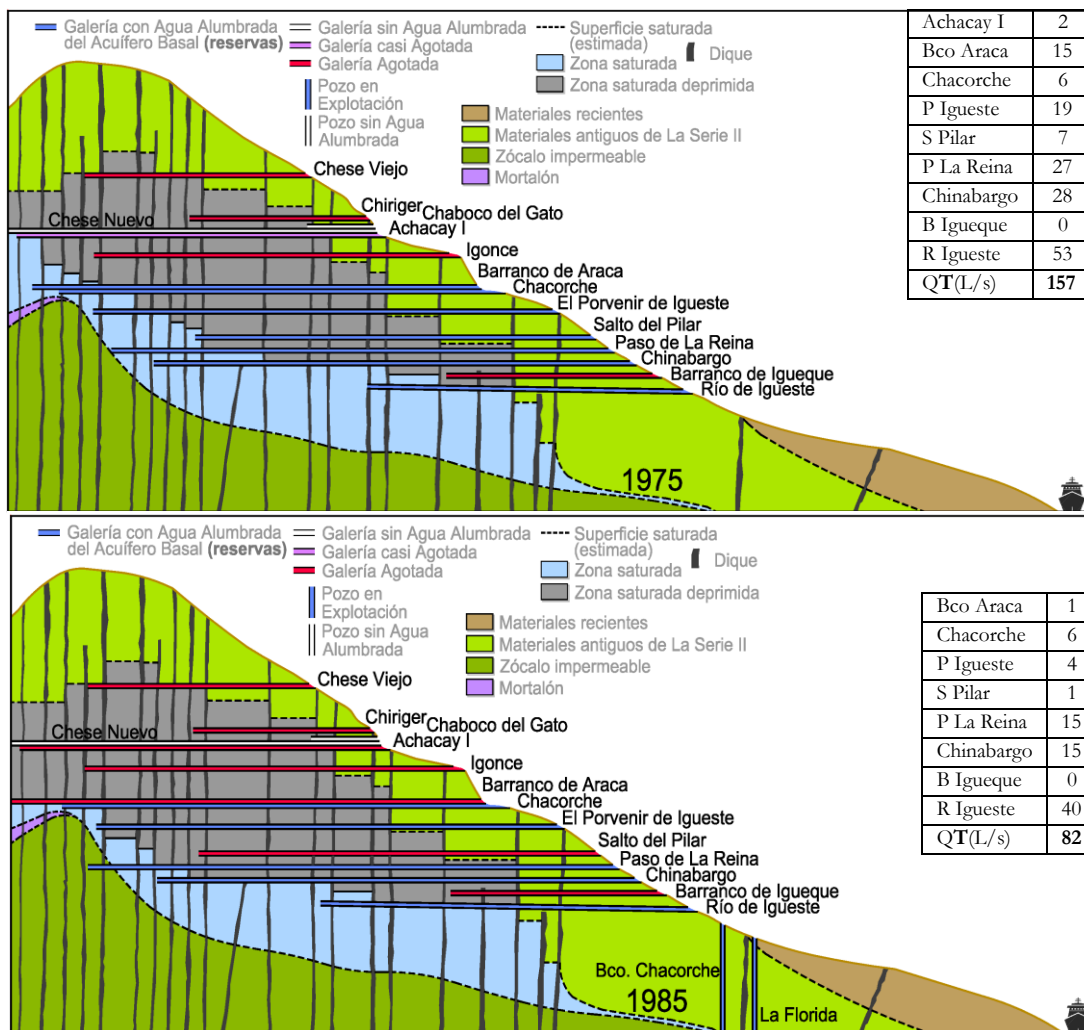 Galería con Agua Alumbrada
del Acuífero Basal (reservas)
Galería sin Agua Alumbrada
Galería casi Agotada
Galería Agotada
Pozo en
Explotación
Pozo sin Agua
Alumbrada
Superficie saturada
(estimada)
Zona saturada
Dique
Zona saturada deprimida
Materiales recientes
Materiales antiguos de La Serie II
Zócalo impermeable
Mortalón
Chese Viejo
Chiriger
Chaboco del Gato
Chese Nuevo
Achacay I
Igonce
Barranco de Araca
Chacorche
El Porvenir de Igueste
Salto del Pilar
Paso de La Reina
Chinabargo
Barranco de Igueque
Río de Igueste
1975
Achacay I 2
Bco Araca 15
Chacorche 6
P Igueste 19
S Pilar 7
P La Reina 27
Chinabargo 28
B Igueque 0
R Igueste 53
QT(L/s) 157
Galería con Agua Alumbrada
del Acuífero Basal (reservas)
Galería sin Agua Alumbrada
Galería casi Agotada
Galería Agotada
Pozo en
Explotación
Pozo sin Agua
Alumbrada
Superficie saturada
(estimada)
Zona saturada
Dique
Zona saturada deprimida
Materiales recientes
Materiales antiguos de La Serie II
Zócalo impermeable
Mortalón
Chese Viejo
Chiriger
Chaboco del Gato
Chese Nuevo
Achacay I
Igonce
Barranco de Araca
Chacorche
El Porvenir de Igueste
Salto del Pilar
Paso de La Reina
Chinabargo
Barranco de Igueque
Río de Igueste
Bco. Chacorche
1985
La Florida
Bco Araca 1
Chacorche 6
P Igueste 4
S Pilar 1
P La Reina 15
Chinabargo 15
B Igueque 0
R Igueste 40
QT(L/s) 82